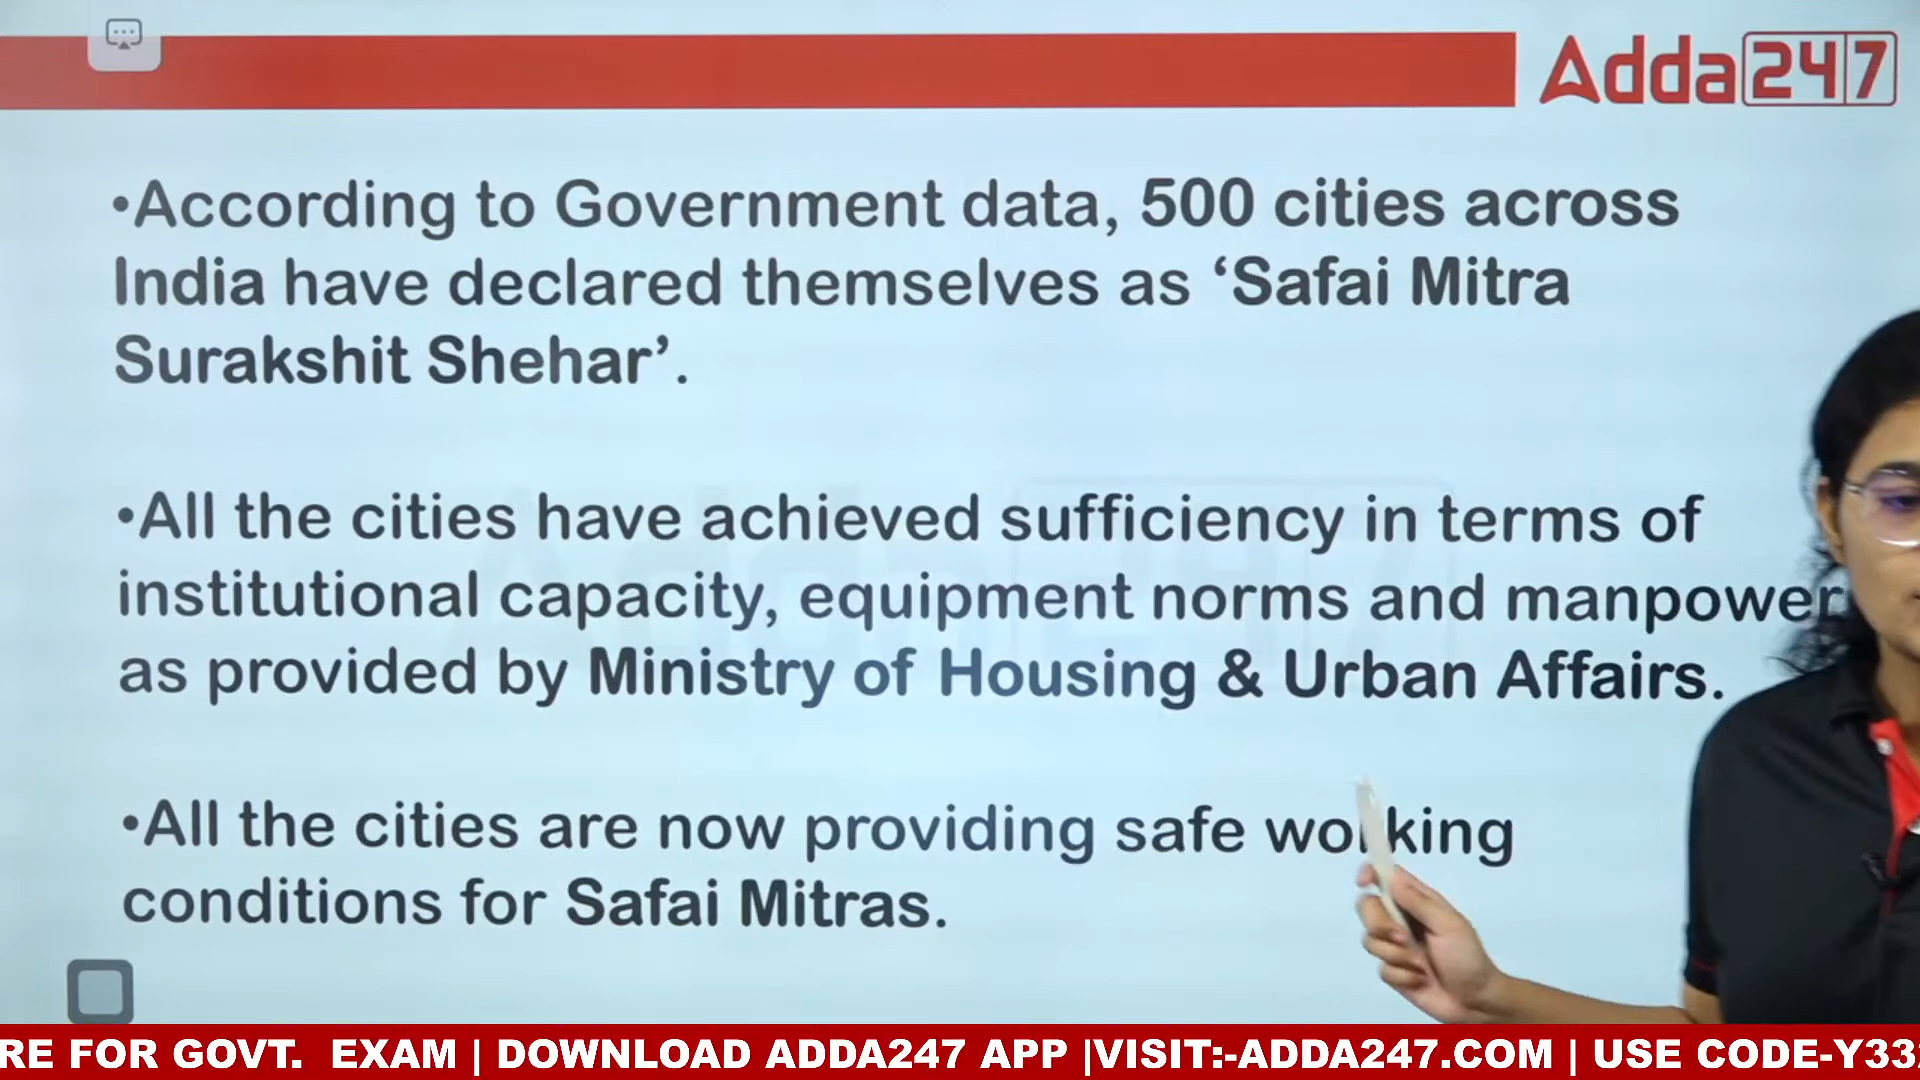 Adda247
•According to Government data, 500 cities across
India have declared themselves as ‘Safai Mitra
Surakshit Shehar’.
•All the cities have achieved sufficiency in terms of
institutional capacity, equipment norms and manpower
as provided by Ministry of Housing & Urban Affairs.
•All the cities are now providing safe working
conditions for Safai Mitras.
RE FOR GOVT. EXAM | DOWNLOAD ADDA247 APP |VISIT:-ADDA247.COM | USE CODE-Y33